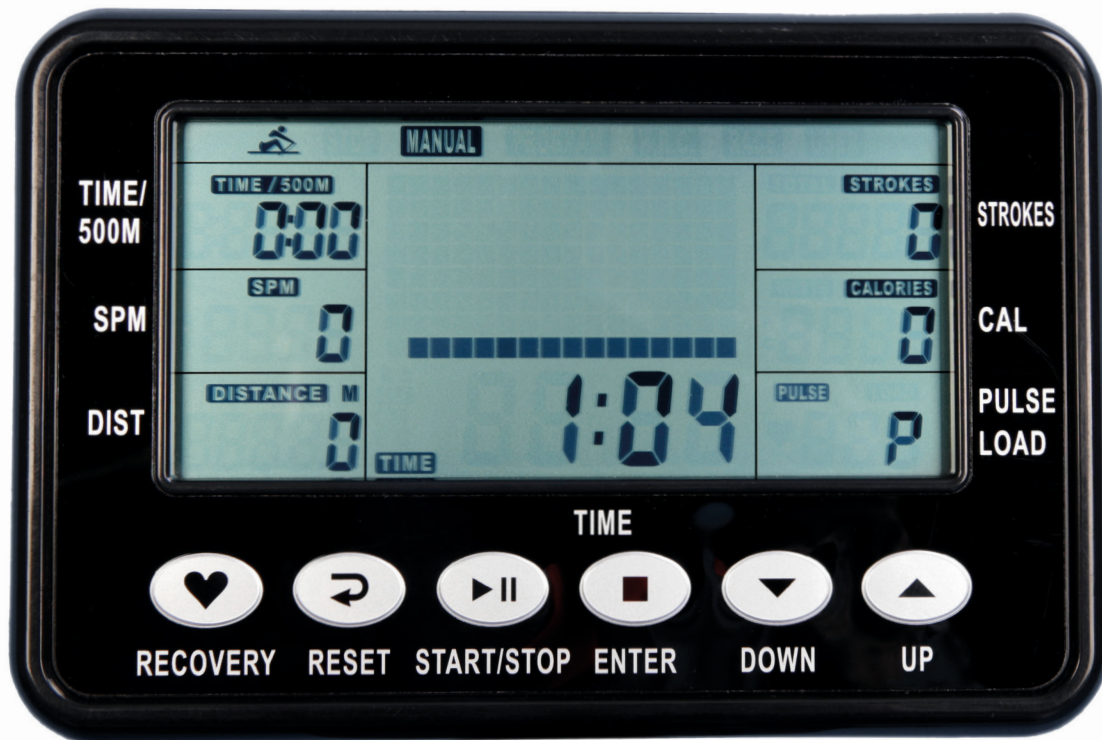 MANUAL
TIME/
500M
TIME/500M
0:00
STROKES
0
STROKES
SPM
SPM
0
CALORIES
0
CAL
DIST
DISTANCE M
0
TIME
1:04
PULSE
P
PULSE
LOAD
TIME
RECOVERY RESET START/STOP ENTER DOWN UP